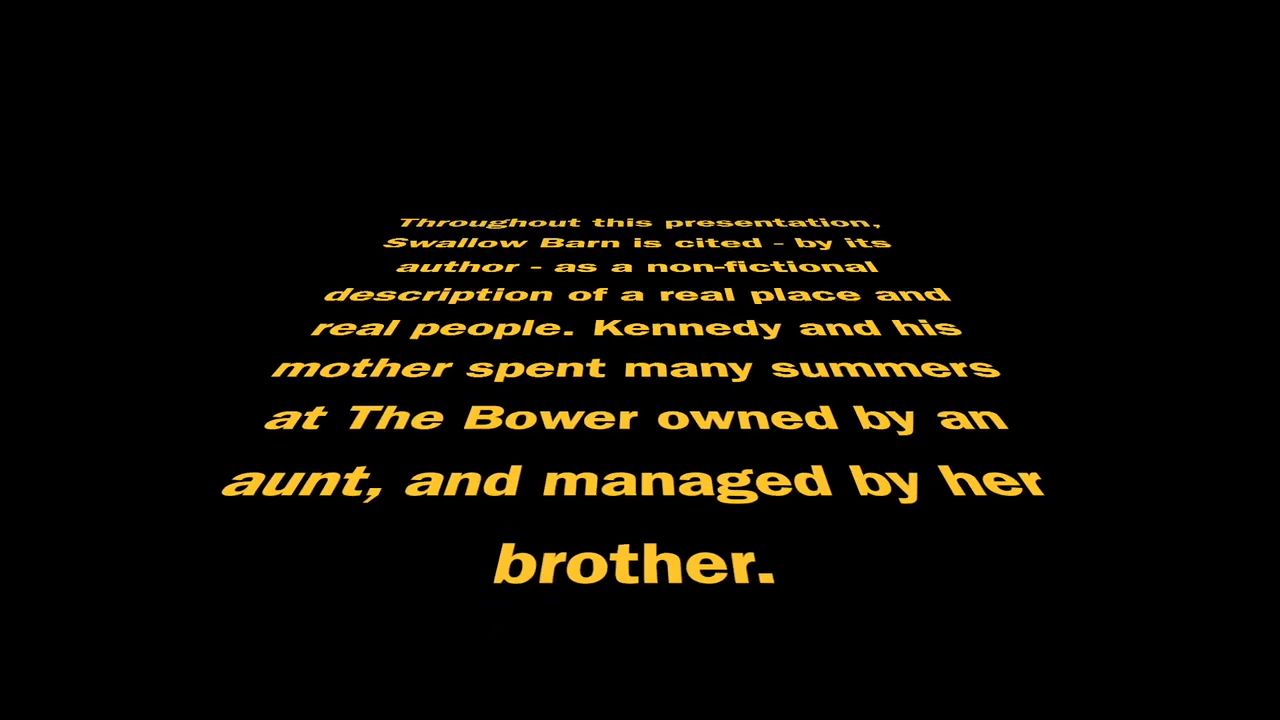 Throughout this presentation,
Swallow Barn is cited - by its
author - as a non-fictional
description of a real place and
real people. Kennedy and his
mother spent many summers
at The Bower owned by an
aunt, and managed by her
brother.